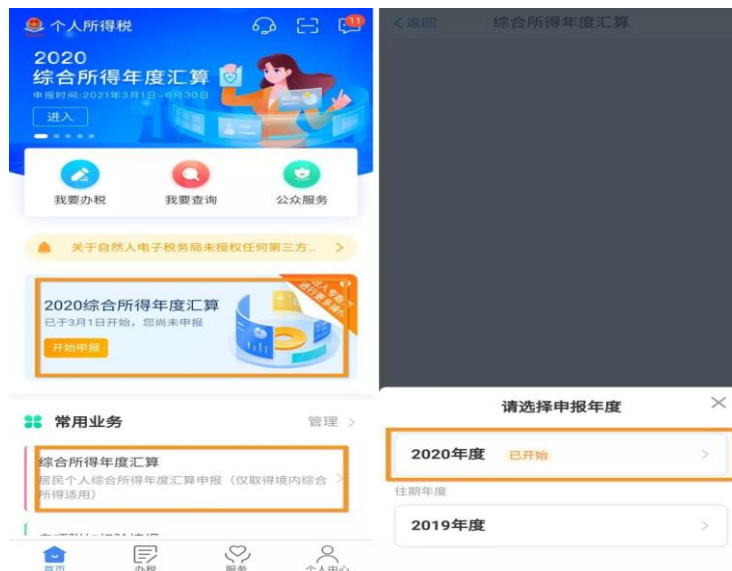 个人所得税
11
2020
综合所得年度汇算
申报时间:2021年3月1日-6月30日
进入
我要办税
我要查询
公众服务
关于自然人电子税务局未授权任何第三方...
2020综合所得年度汇算
已于3月1日开始，您尚未申报
开始申报
进行更多操作
常用业务
管理
综合所得年度汇算
居民个人综合所得年度汇算申报（仅取得境内综合
所得适用）
首页
办税
服务
个人中心
返回
综合所得年度汇算
请选择申报年度
2020年度
已开始
往期年度
2019年度